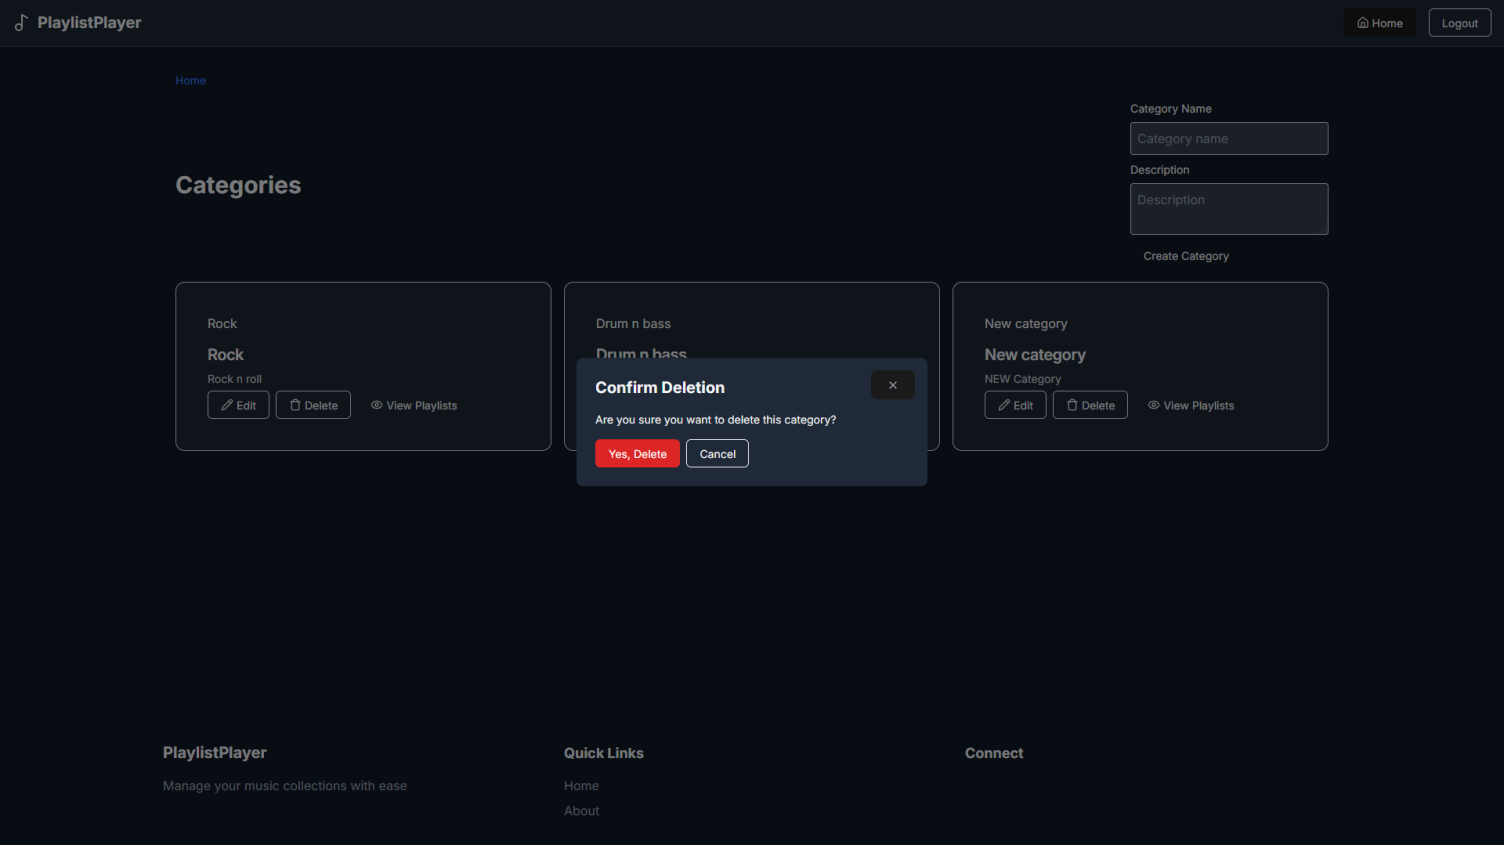 PlaylistPlayer
Home
Logout
Home
Category Name
Category name
Description
Description
Create Category
Categories
Rock
Rock
Rock n roll
Edit
Delete
View Playlists
Drum n bass
Drum n bass
New category
New category
NEW Category
Edit
Delete
View Playlists
Confirm Deletion
Are you sure you want to delete this category?
Yes, Delete
Cancel
PlaylistPlayer
Manage your music collections with ease
Quick Links
Home
About
Connect